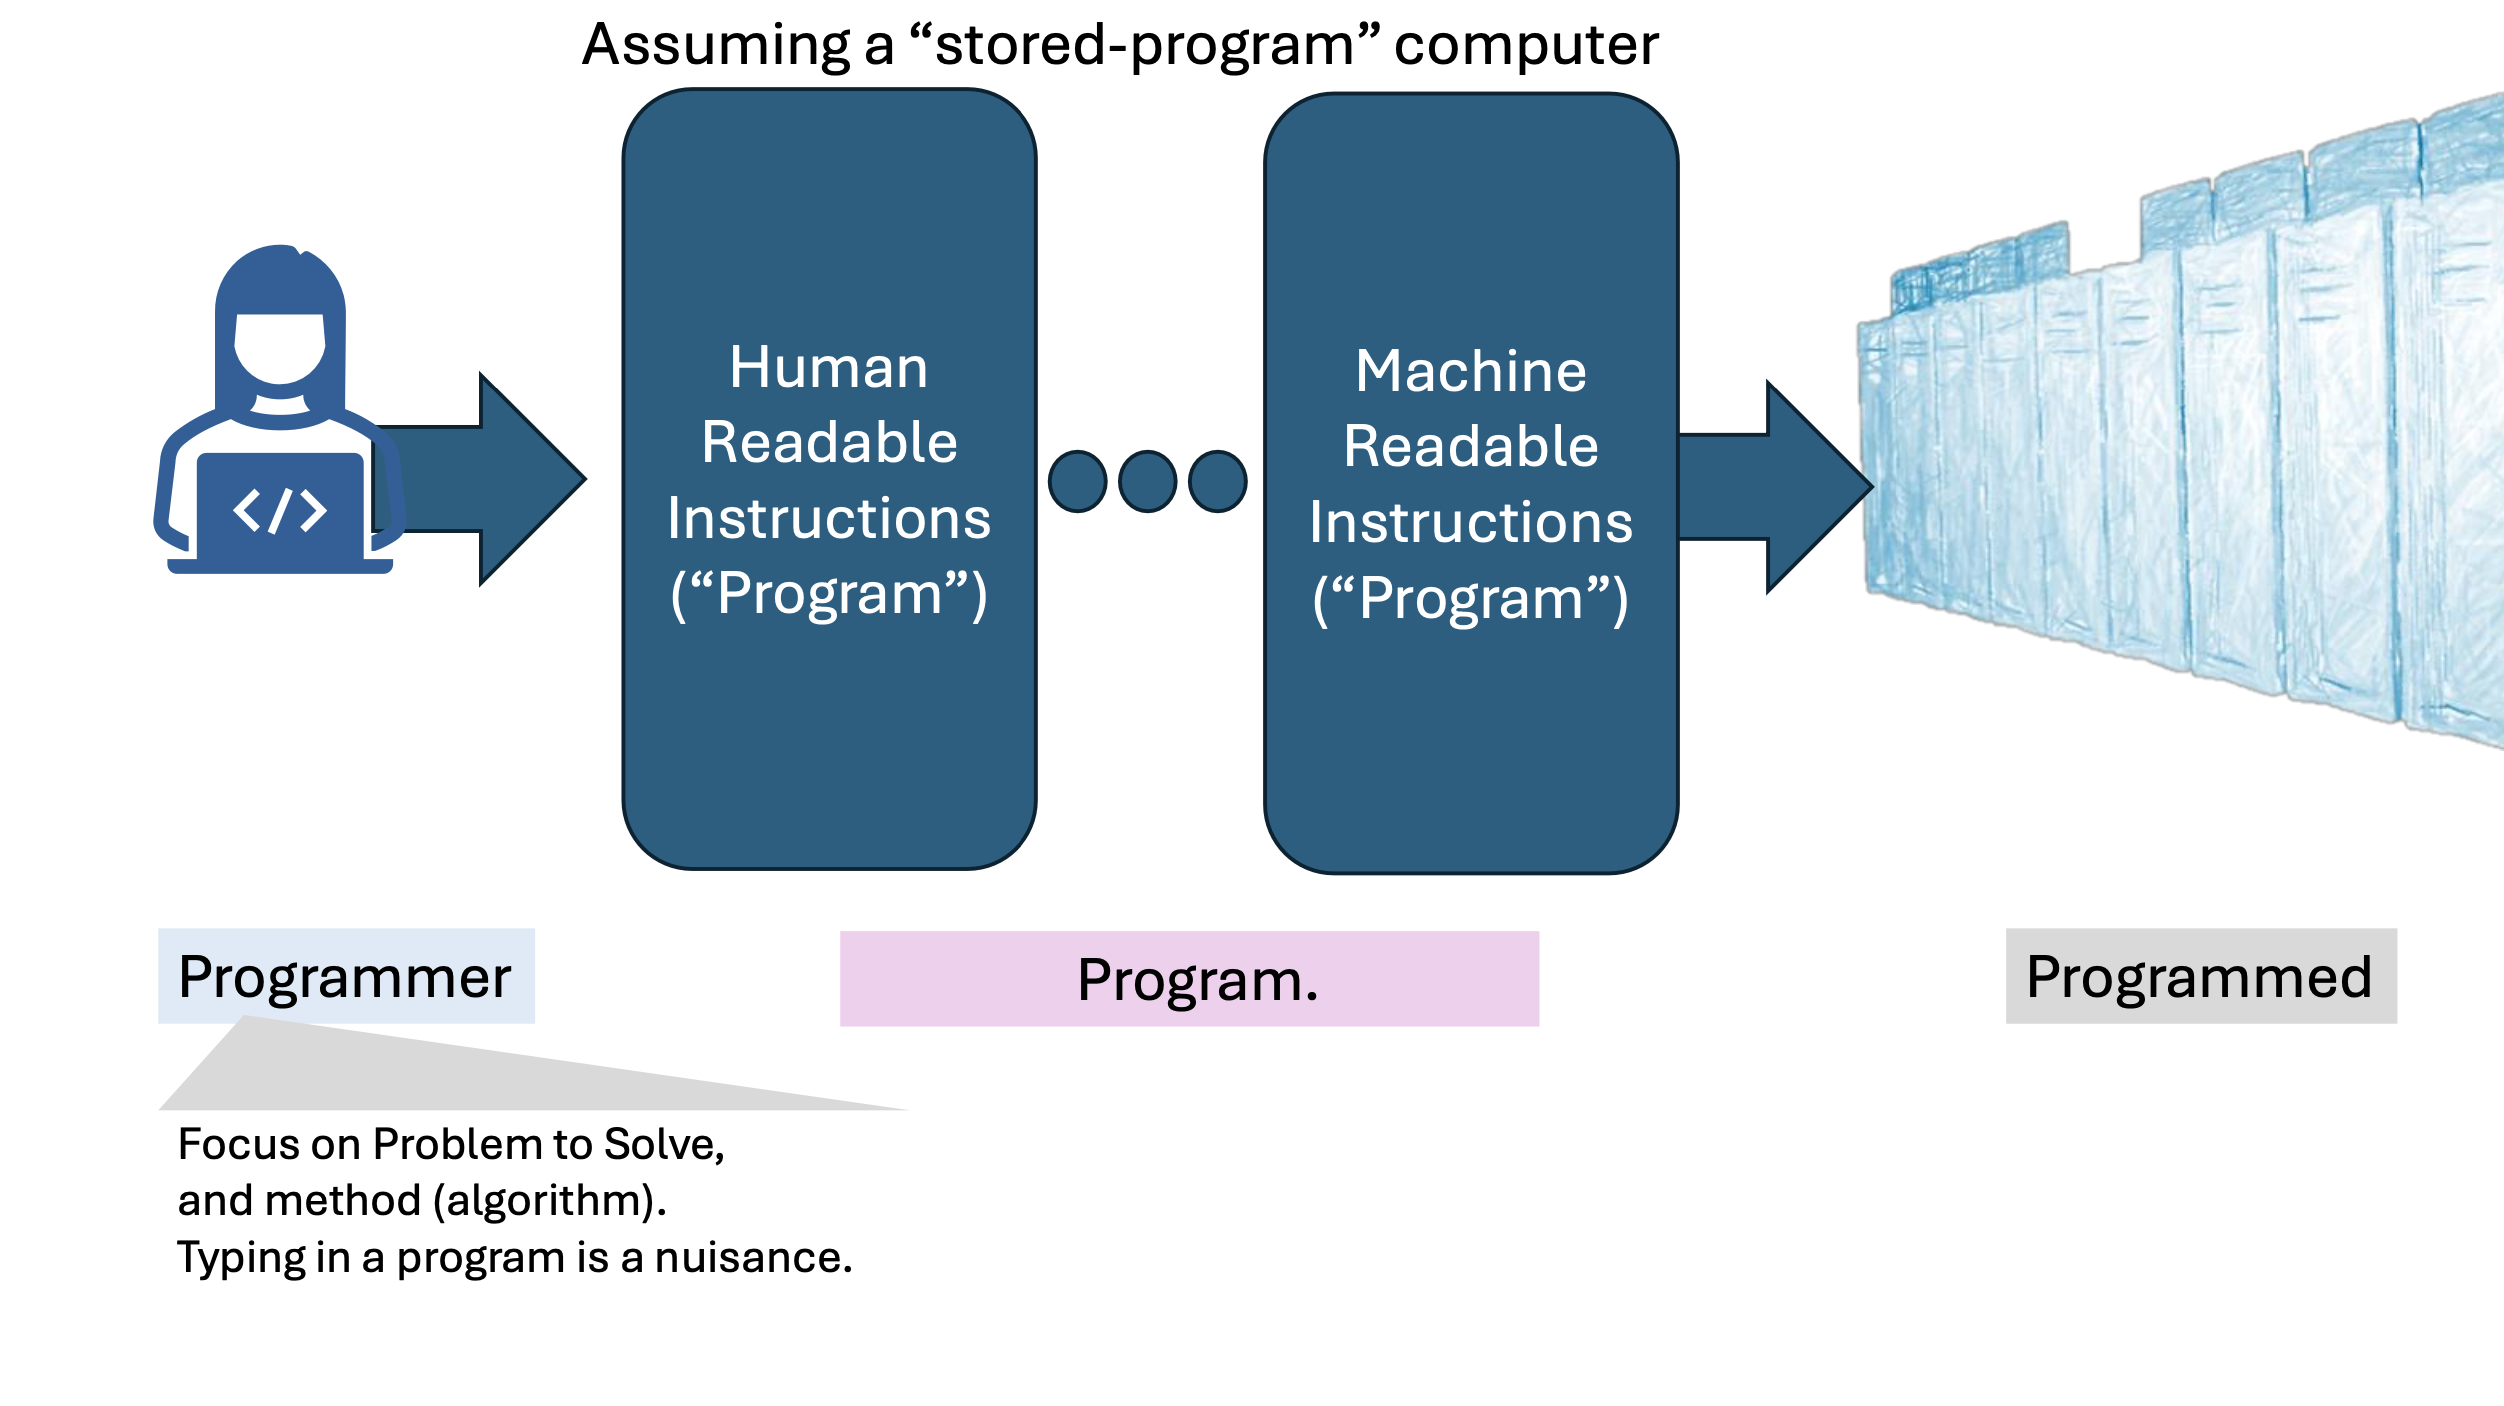 Assuming a “stored-program” computer
Human
Readable
Instructions
(“Program”)
Machine
Readable
Instructions
(“Program”)
</>
Programmer
Program.
Programmed
Focus on Problem to Solve,
and method (algorithm).
Typing in a program is a nuisance.